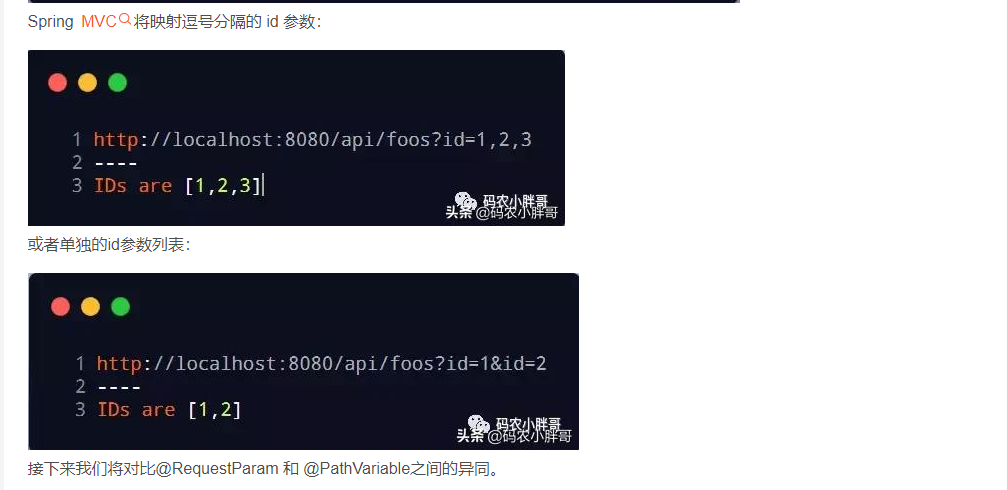 Spring MVC 将映射逗号分隔的 id 参数：
1 http://localhost:8080/api/foos?id=1,2,3
2 ----
3 IDs are [1,2,3]
码农小胖哥
头条 @码农小胖哥
或者单独的id参数列表：
1 http://localhost:8080/api/foos?id=1&id=2
2 ----
3 IDs are [1,2]
码农小胖哥
头条 @码农小胖哥
接下来我们将对比@RequestParam 和 @PathVariable之间的异同。